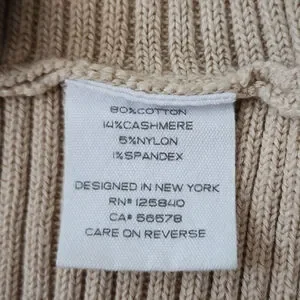 80%COTTON
14%CASHMERE
5%NYLON
1%SPANDEX
DESIGNED IN NEW YORK
RN# 125840
CA# 56578
CARE ON REVERSE